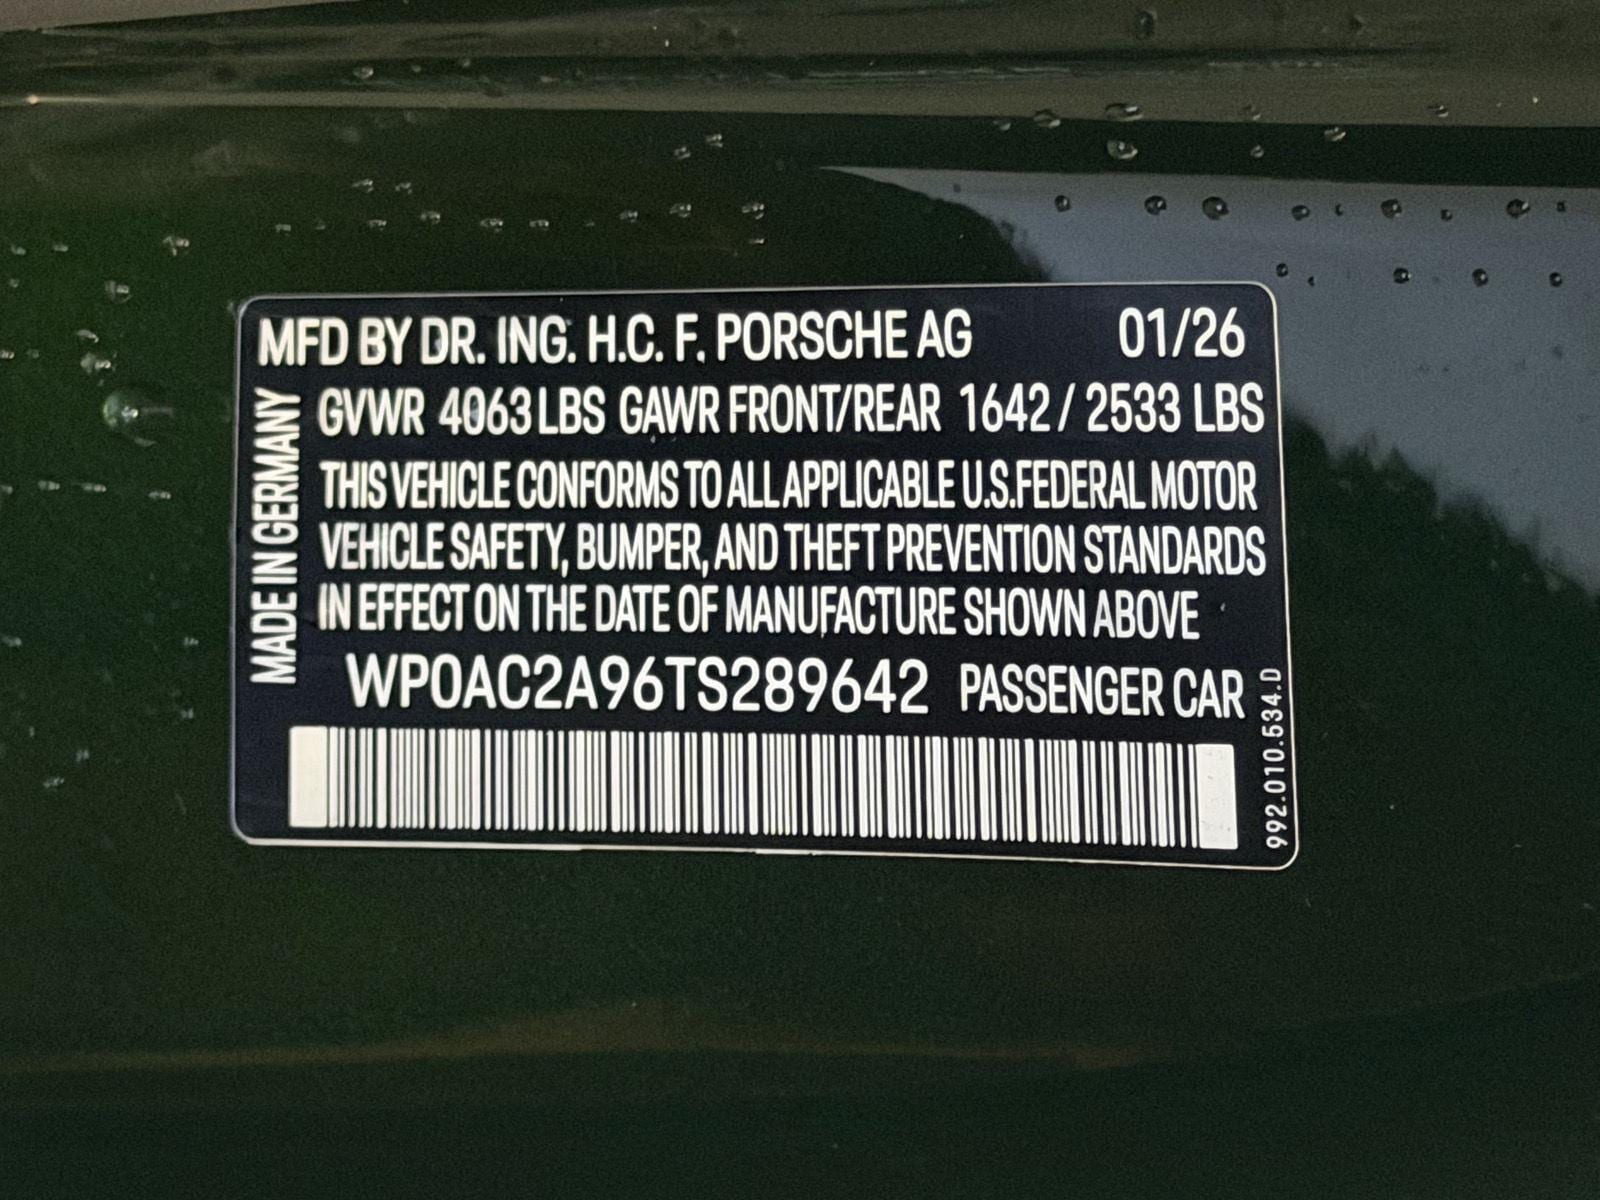 MFD BY DR. ING. H.C. F. PORSCHE AG 01/26
GVWR 4063 LBS GAWR FRONT/REAR 1642 / 2533 LBS
THIS VEHICLE CONFORMS TO ALL APPLICABLE U.S.FEDERAL MOTOR
VEHICLE SAFETY, BUMPER, AND THEFT PREVENTION STANDARDS
IN EFFECT ON THE DATE OF MANUFACTURE SHOWN ABOVE
WP0AC2A96TS289642 PASSENGER CAR
MADE IN GERMANY
992.010.534.D